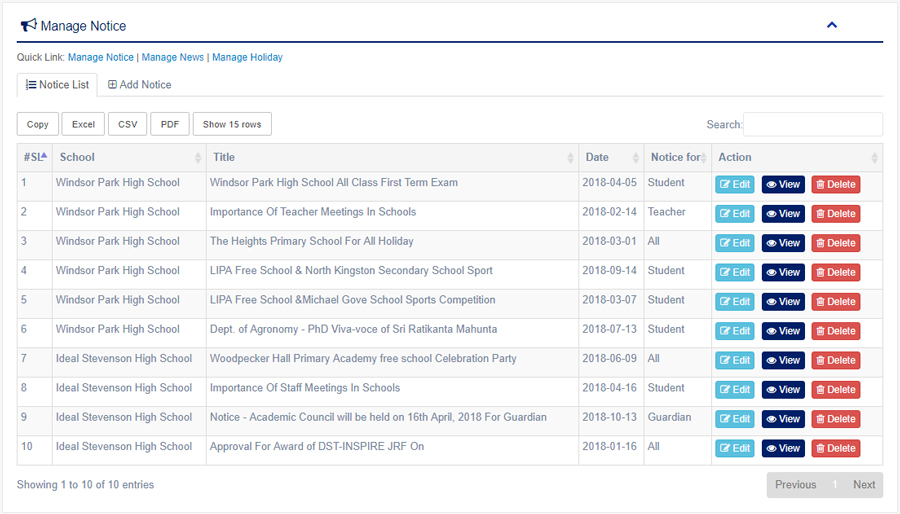 Manage Notice
Quick Link: Manage Notice | Manage News | Manage Holiday
Notice List Add Notice
Copy Excel CSV PDF Show 15 rows Search:
#SL School Title Date Notice for Action
1 Windsor Park High School Windsor Park High School All Class First Term Exam 2018-04-05 Student Edit View Delete
2 Windsor Park High School Importance Of Teacher Meetings In Schools 2018-02-14 Teacher Edit View Delete
3 Windsor Park High School The Heights Primary School For All Holiday 2018-03-01 All Edit View Delete
4 Windsor Park High School LIPA Free School & North Kingston Secondary School Sport 2018-09-14 Student Edit View Delete
5 Windsor Park High School LIPA Free School &Michael Gove School Sports Competition 2018-03-07 Student Edit View Delete
6 Windsor Park High School Dept. of Agronomy - PhD Viva-voce of Sri Ratikanta Mahunta 2018-07-13 Student Edit View Delete
7 Ideal Stevenson High School Woodpecker Hall Primary Academy free school Celebration Party 2018-06-09 All Edit View Delete
8 Ideal Stevenson High School Importance Of Staff Meetings In Schools 2018-04-16 Student Edit View Delete
9 Ideal Stevenson High School Notice - Academic Council will be held on 16th April, 2018 For Guardian 2018-10-13 Guardian Edit View Delete
10 Ideal Stevenson High School Approval For Award of DST-INSPIRE JRF On 2018-01-16 All Edit View Delete
Showing 1 to 10 of 10 entries Previous 1 Next